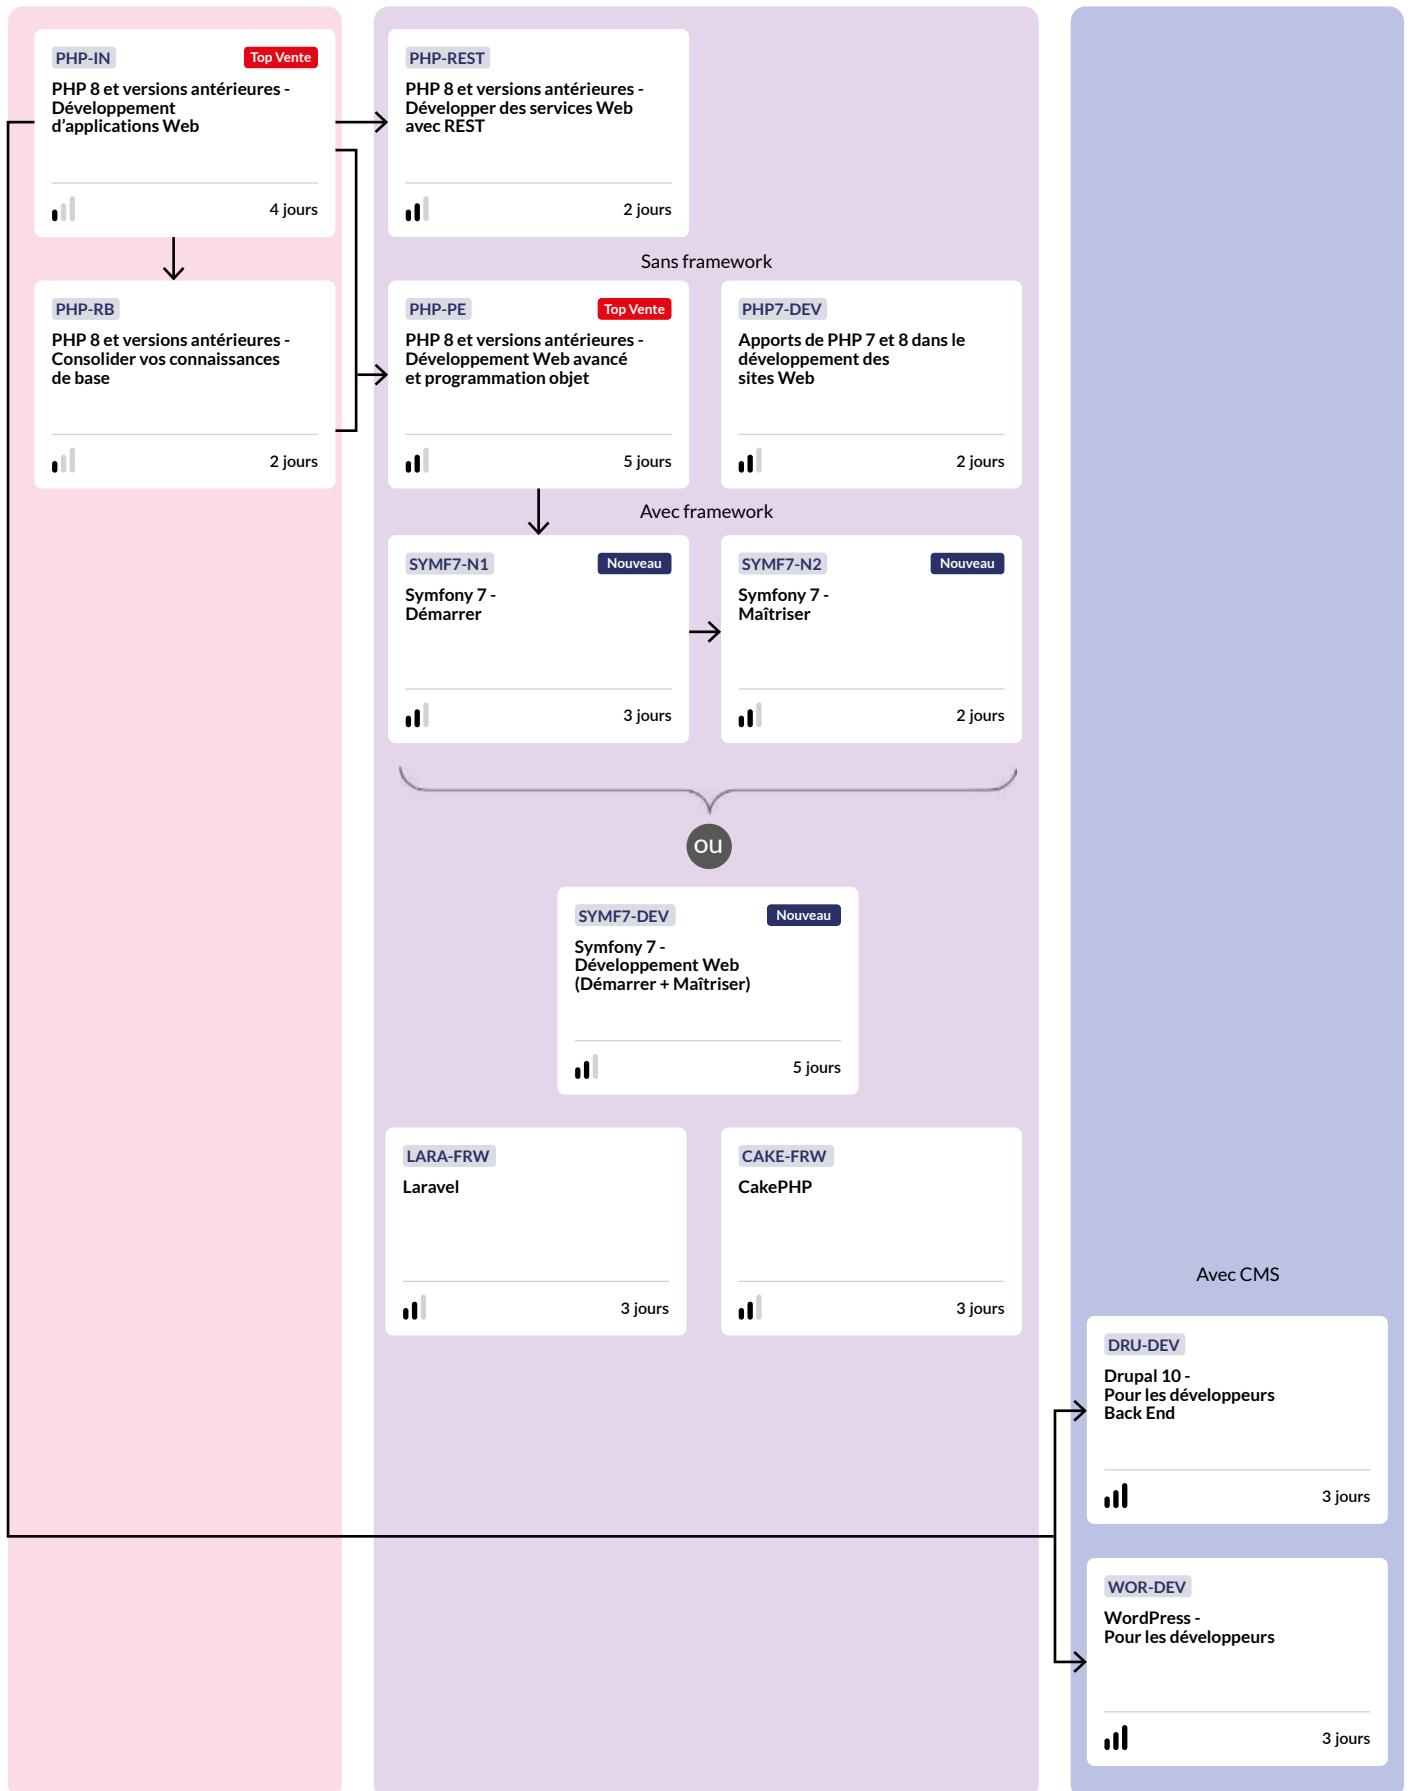 PHP-IN
Top Vente
PHP 8 et versions antérieures -
Développement
d’applications Web
4 jours
PHP-REST
PHP 8 et versions antérieures -
Développer des services Web
avec REST
2 jours
Sans framework
PHP-RB
PHP 8 et versions antérieures -
Consolider vos connaissances
de base
2 jours
PHP-PE
Top Vente
PHP 8 et versions antérieures -
Développement Web avancé
et programmation objet
5 jours
PHP7-DEV
Apports de PHP 7 et 8 dans le
développement des
sites Web
2 jours
Avec framework
SYMF7-N1
Nouveau
Symfony 7 -
Démarrer
3 jours
SYMF7-N2
Nouveau
Symfony 7 -
Maîtriser
2 jours
ou
SYMF7-DEV
Nouveau
Symfony 7 -
Développement Web
(Démarrer + Maîtriser)
5 jours
LARA-FRW
Laravel
3 jours
CAKE-FRW
CakePHP
3 jours
Avec CMS
DRU-DEV
Drupal 10 -
Pour les développeurs
Back End
3 jours
WOR-DEV
WordPress -
Pour les développeurs
3 jours